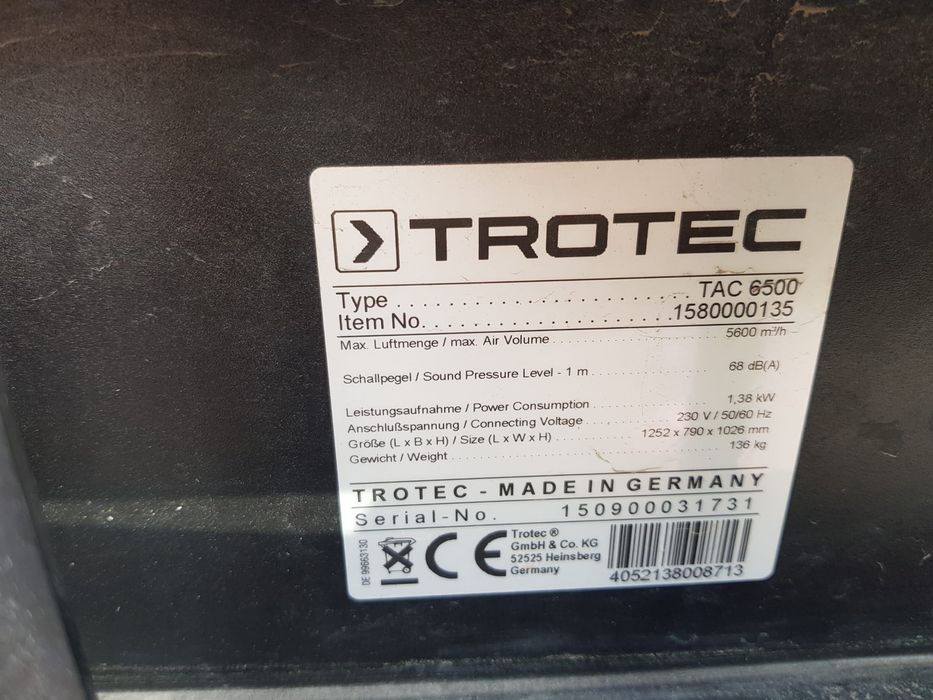 TROTEC
Type . . . . . . . . . . . . . . . . . . . . . . . . TAC 6500
Item No. . . . . . . . . . . . . . . . . . . . . 1580000135
Max. Luftmenge / max. Air Volume . . . . . . . . . . . . . . . . . . . . 5600 m³/h
Schallpegel / Sound Pressure Level - 1 m . . . . . . . . . . . . . . . . 68 dB(A)
Leistungsaufnahme / Power Consumption . . . . . . . . . . . . . . . 1,38 kW
Anschlußspannung / Connecting Voltage . . . . . . . . . . 230 V / 50/60 Hz
Größe (L x B x H) / Size (L x W x H) . . . . . . . . . . 1252 x 790 x 1026 mm
Gewicht / Weight . . . . . . . . . . . . . . . . . . . . . . . . . . . . . . 136 kg
TROTEC - MADE IN GERMANY
Serial-No. 150900031731
DE 99663130
CE
Trotec ®
GmbH & Co. KG
52525 Heinsberg
Germany
4052138008713